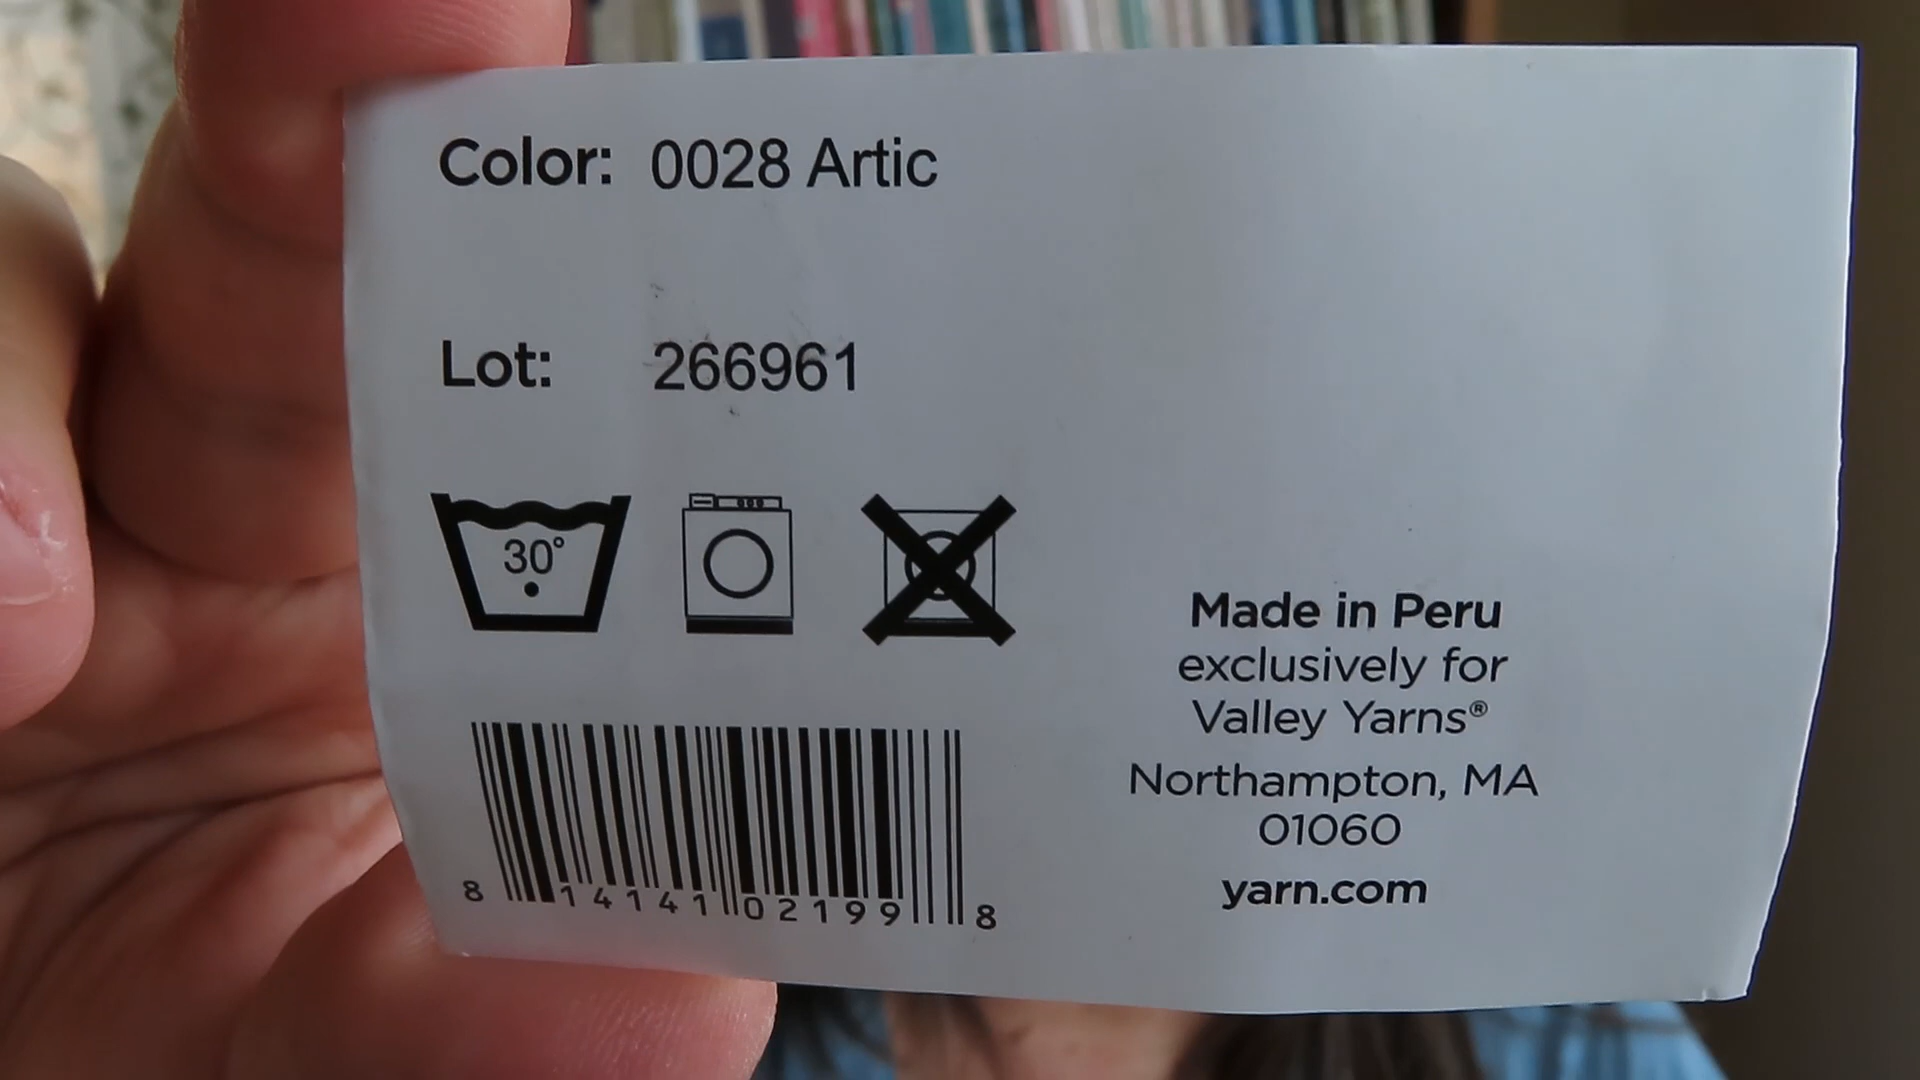 Color: 0028 Artic
Lot: 266961
30°
Made in Peru
exclusively for
Valley Yarns®
Northampton, MA
01060
yarn.com
8 14141 02199 8